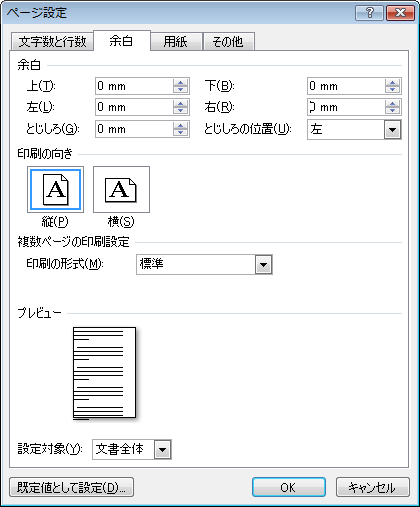 ページ設定
文字数と行数 余白 用紙 その他
余白
上(T): 0 mm 下(B): 0 mm
左(L): 0 mm 右(R): 0 mm
とじしろ(G): 0 mm とじしろの位置(U): 左
印刷の向き
A A
縦(P) 横(S)
複数ページの印刷設定
印刷の形式(M): 標準
プレビュー
設定対象(Y): 文書全体
既定値として設定(D)... OK キャンセル